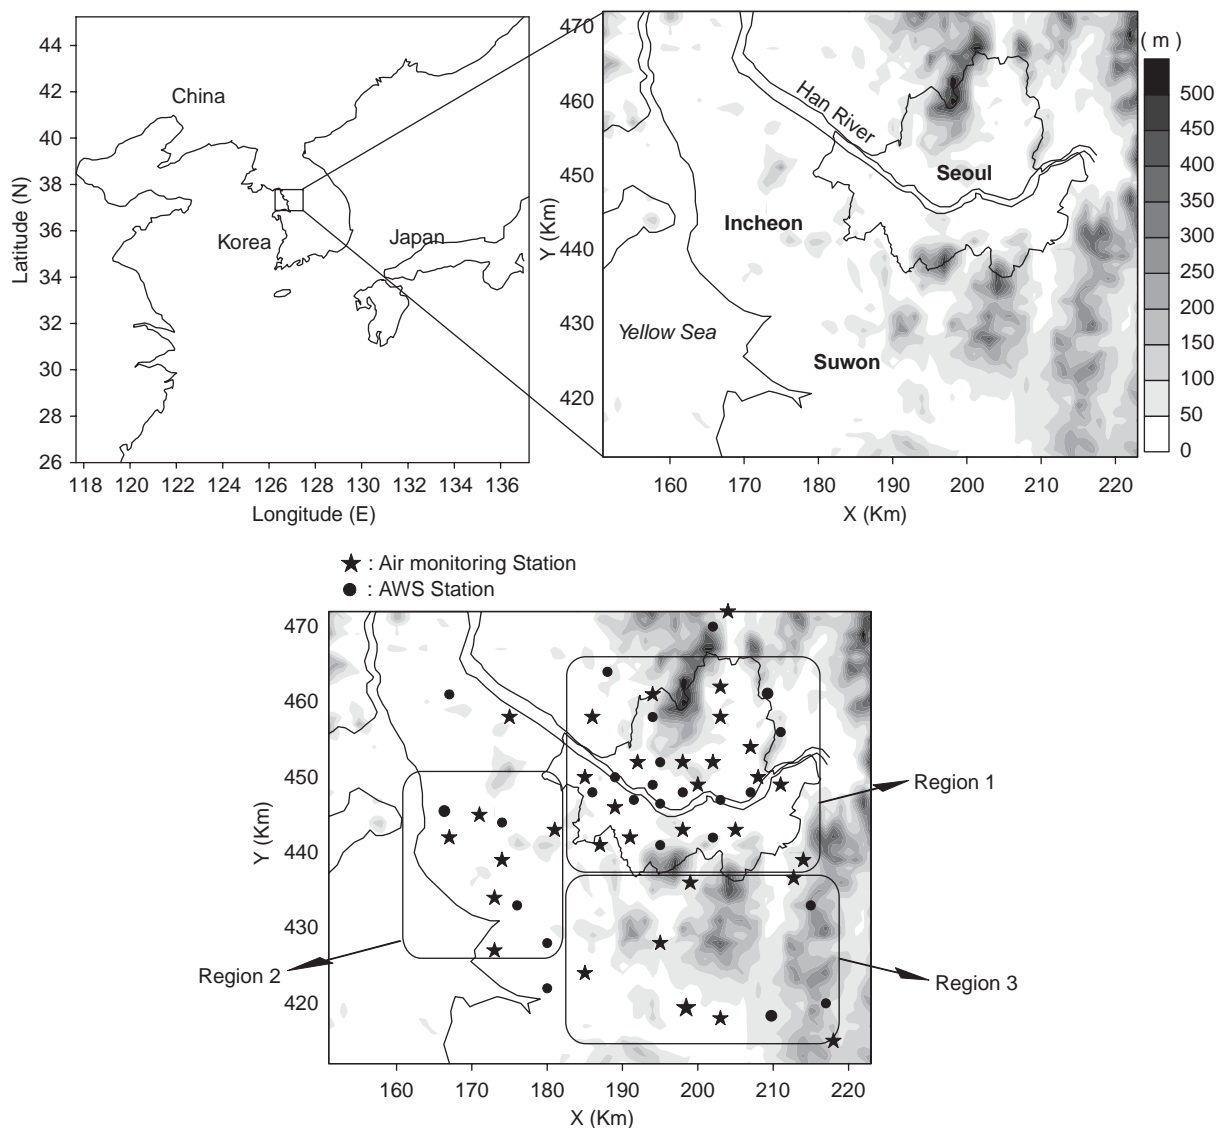 44
42
40
38
36
34
32
30
28
26
Latitude (N)
China
Korea
Japan
118 120 122 124 126 128 130 132 134 136
Longitude (E)
470
460
450
440
430
420
Y (Km)
Han River
Seoul
Incheon
Yellow Sea
Suwon
160 170 180 190 200 210 220
X (Km)
( m )
500
450
400
350
300
250
200
150
100
50
0
: Air monitoring Station
: AWS Station
470
460
450
440
430
420
Y (Km)
Region 1
Region 2
Region 3
160 170 180 190 200 210 220
X (Km)